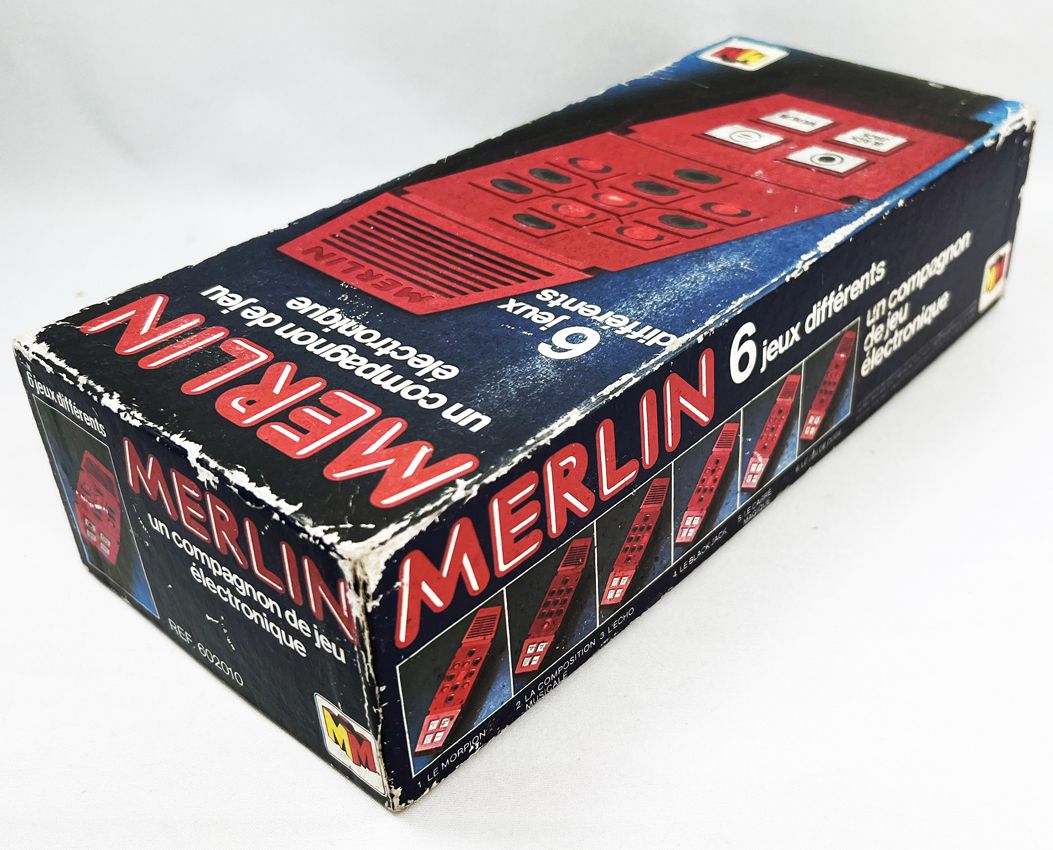 MERLIN
6 jeux
différents
MERLIN
un compagnon de jeu
électronique
6 jeux différents
MERLIN
un compagnon de jeu
électronique
REF. 602010
MM
MERLIN
6 jeux différents
un compagnon
de jeu
électronique
1 LE MORPION
2 LA COMPOSITION
MUSICALE
3 L'ECHO
4 LE BLACK JACK
5 LE CARRE
MAGIQUE